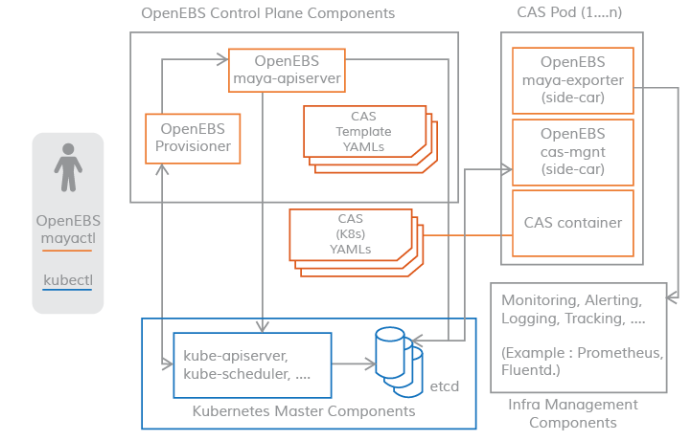 OpenEBS Control Plane Components
CAS Pod (1....n)
OpenEBS
maya-apiserver
OpenEBS
Provisioner
CAS
Template
YAMLs
OpenEBS
maya-exporter
(side-car)
OpenEBS
cas-mgnt
(side-car)
CAS container
OpenEBS
mayactl
kubectl
CAS
(K8s)
YAMLs
kube-apiserver,
kube-scheduler, ....
etcd
Kubernetes Master Components
Monitoring, Alerting,
Logging, Tracking, ....
(Example : Prometheus,
Fluentd.)
Infra Management
Components